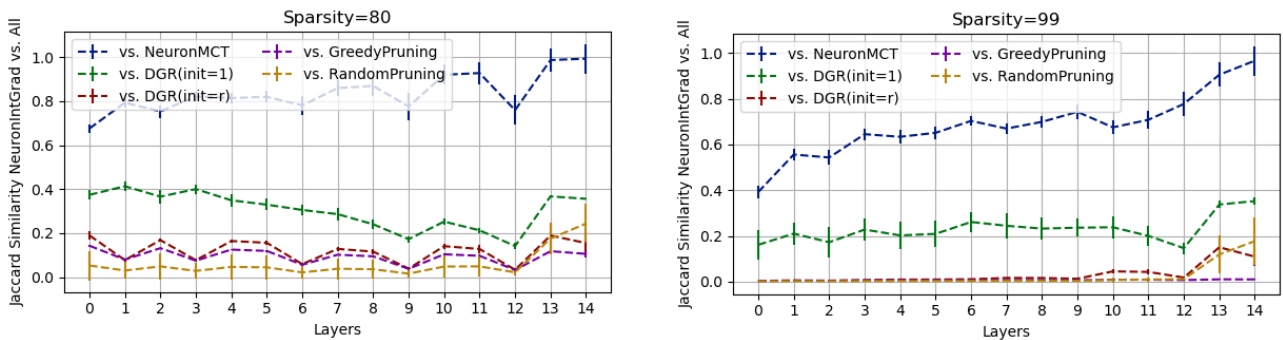 Sparsity=80
Jaccard Similarity NeuronIntGrad vs. All
1.0
0.8
0.6
0.4
0.2
0.0
vs. NeuronMCT
vs. DGR(init=1)
vs. DGR(init=r)
vs. GreedyPruning
vs. RandomPruning
0 1 2 3 4 5 6 7 8 9 10 11 12 13 14
Layers
Sparsity=99
Jaccard Similarity NeuronIntGrad vs. All
1.0
0.8
0.6
0.4
0.2
0.0
vs. NeuronMCT
vs. DGR(init=1)
vs. DGR(init=r)
vs. GreedyPruning
vs. RandomPruning
0 1 2 3 4 5 6 7 8 9 10 11 12 13 14
Layers